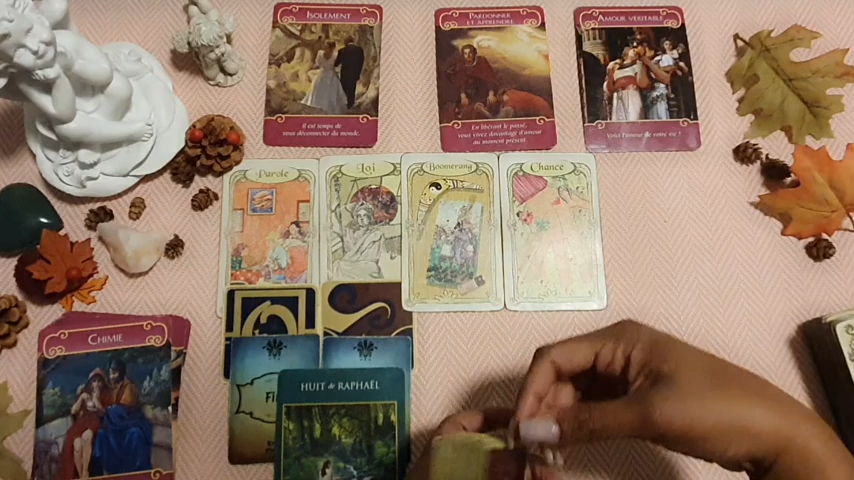 ISOLEMENT
Il est temps de
vous déconnecter du monde.
PARDONNER
ET APPRENDRE
En libérant le passé,
vous vivez davantage d'amour
au moment présent.
AMOUR VÉRITABLE
Voici l'amour de votre vie !
Parole
Loi
Boomerang
Chance
CHIMIE
HUIT de RAPHAËL